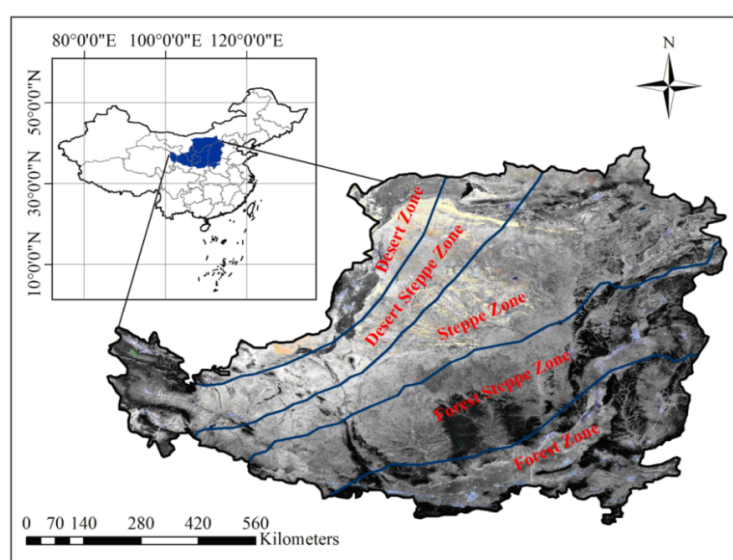 80°0'0"E 100°0'0"E 120°0'0"E
N
50°0'0"N
30°0'0"N
10°0'0"N
Desert Zone
Desert Steppe Zone
Steppe Zone
Forest Steppe Zone
Forest Zone
0 70 140 280 420 560
Kilometers